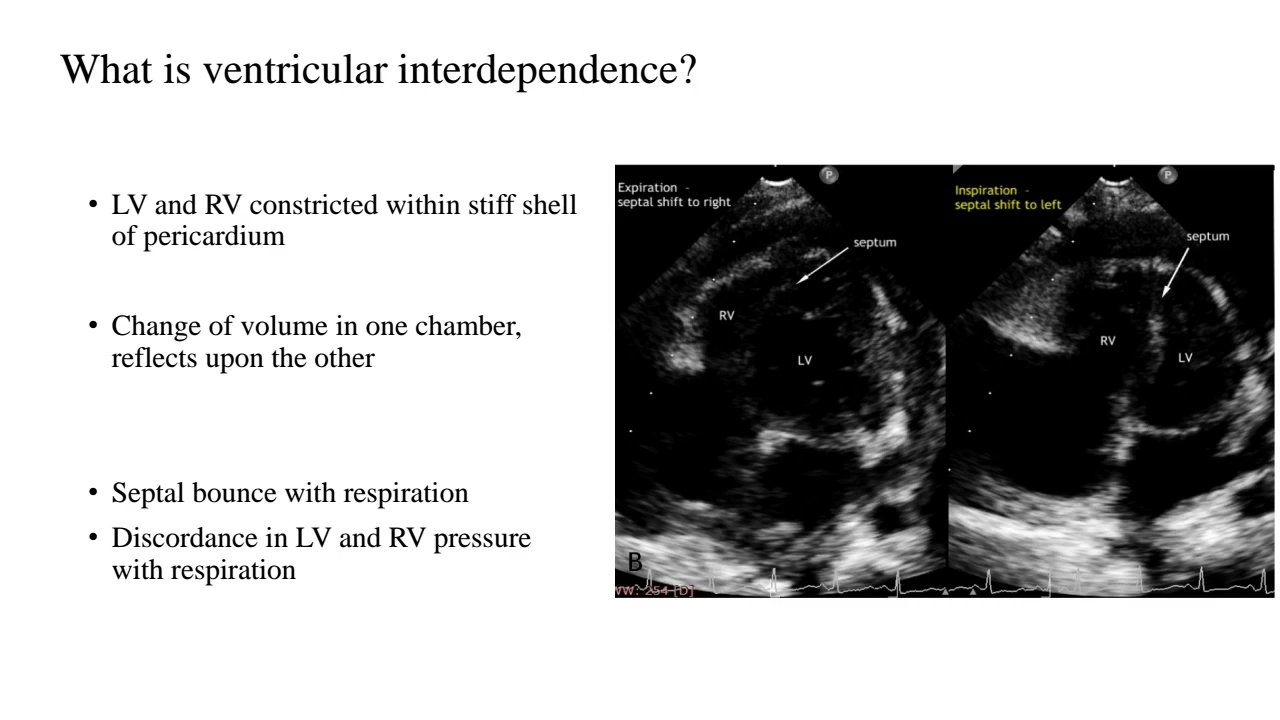 What is ventricular interdependence?
• LV and RV constricted within stiff shell
of pericardium
• Change of volume in one chamber,
reflects upon the other
• Septal bounce with respiration
• Discordance in LV and RV pressure
with respiration
Expiration -
septal shift to right
P
septum
RV
LV
B
WW: 254 [D]
Inspiration -
septal shift to left
P
septum
RV
LV